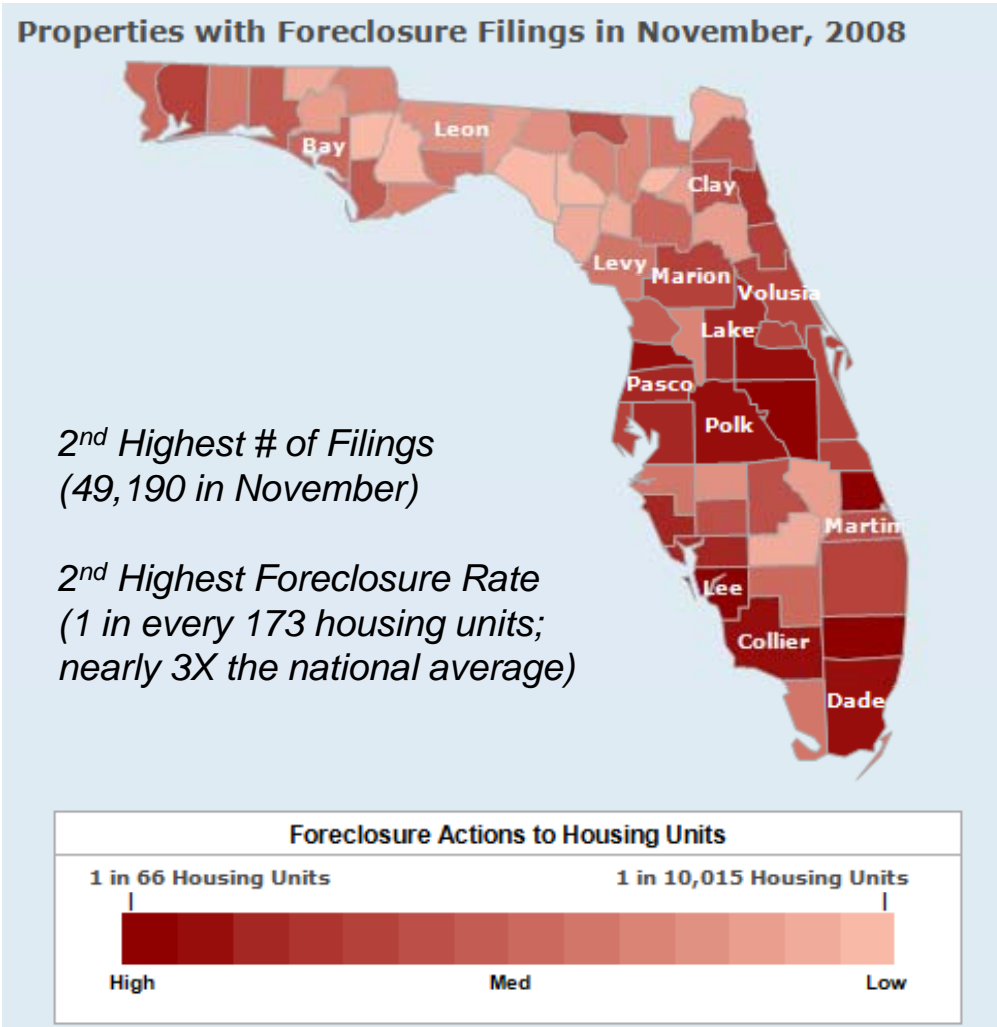 Properties with Foreclosure Filings in November, 2008
Leon
Bay
Clay
Levy
Marion
Volusia
Lake
Pasco
Polk
2nd Highest # of Filings
(49,190 in November)
Martin
2nd Highest Foreclosure Rate
(1 in every 173 housing units;
nearly 3X the national average)
Lee
Collier
Dade
Foreclosure Actions to Housing Units
1 in 66 Housing Units 1 in 10,015 Housing Units
High Med Low